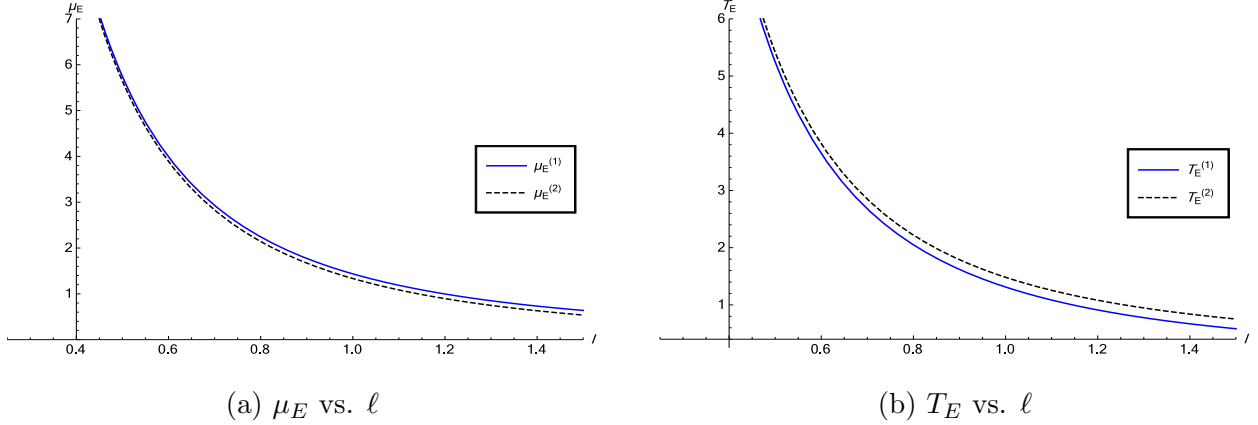 μE
7
6
5
4
3
2
1
0.4 0.6 0.8 1.0 1.2 1.4 l
μE(1)
μE(2)
(a) μE vs. ℓ
TE
6
5
4
3
2
1
0.6 0.8 1.0 1.2 1.4 l
TE(1)
TE(2)
(b) TE vs. ℓ